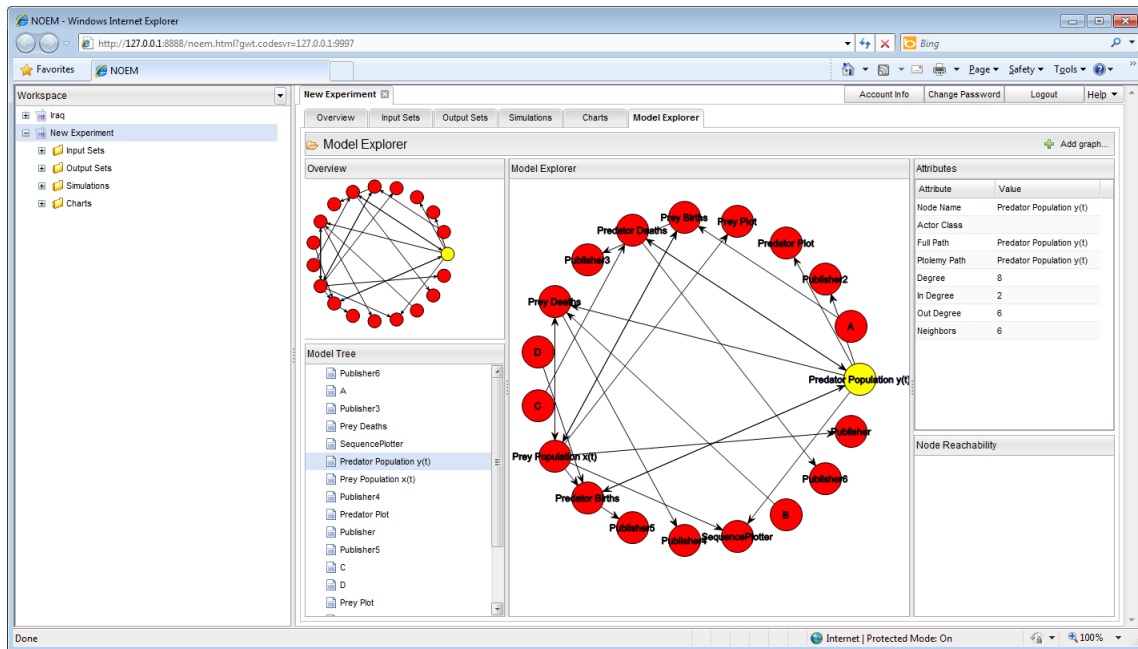 NOEM - Windows Internet Explorer
http://127.0.0.1:8888/noem.html?gwt.codesvr=127.0.0.1:9997
Bing
Favorites
NOEM
Page
Safety
Tools
Workspace
Iraq
New Experiment
Input Sets
Output Sets
Simulations
Charts
New Experiment
Account Info
Change Password
Logout
Help
Overview
Input Sets
Output Sets
Simulations
Charts
Model Explorer
Model Explorer
Add graph...
Overview
Model Tree
Publisher6
A
Publisher3
Prey Deaths
SequencePlotter
Predator Population y(t)
Prey Population x(t)
Publisher4
Predator Plot
Publisher
Publisher5
C
D
Prey Plot
Model Explorer
Prey Births
Prey Plot
Predator Deaths
Predator Plot
Publisher3
Publisher2
Prey Deaths
A
D
Predator Population y(t)
C
Publisher
Prey Population x(t)
Publisher6
Predator Births
B
Publisher5
Publisher4
SequencePlotter
Attributes
Attribute Value
Node Name Predator Population y(t)
Actor Class
Full Path Predator Population y(t)
Ptolemy Path Predator Population y(t)
Degree 8
In Degree 2
Out Degree 6
Neighbors 6
Node Reachability
Done
Internet | Protected Mode: On
100%